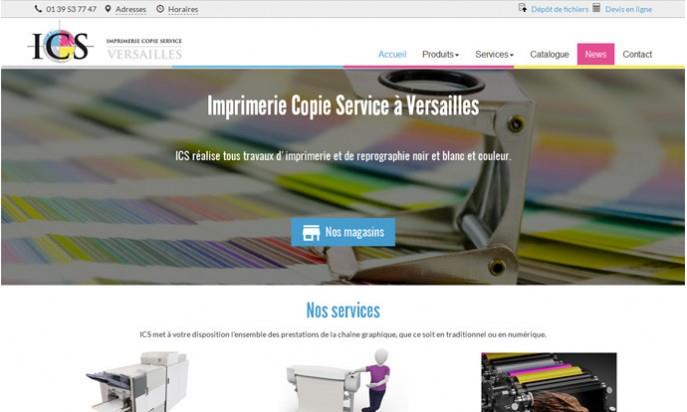 01 39 53 77 47 Adresses Horaires Dépôt de fichiers Devis en ligne
ICS IMPRIMERIE COPIE SERVICE
VERSAILLES
Accueil Produits Services Catalogue News Contact
Imprimerie Copie Service à Versailles
ICS réalise tous travaux d'imprimerie et de reprographie noir et blanc et couleur.
Nos magasins
Nos services
ICS met à votre disposition l'ensemble des prestations de la chaîne graphique, que ce soit en traditionnel ou en numérique.